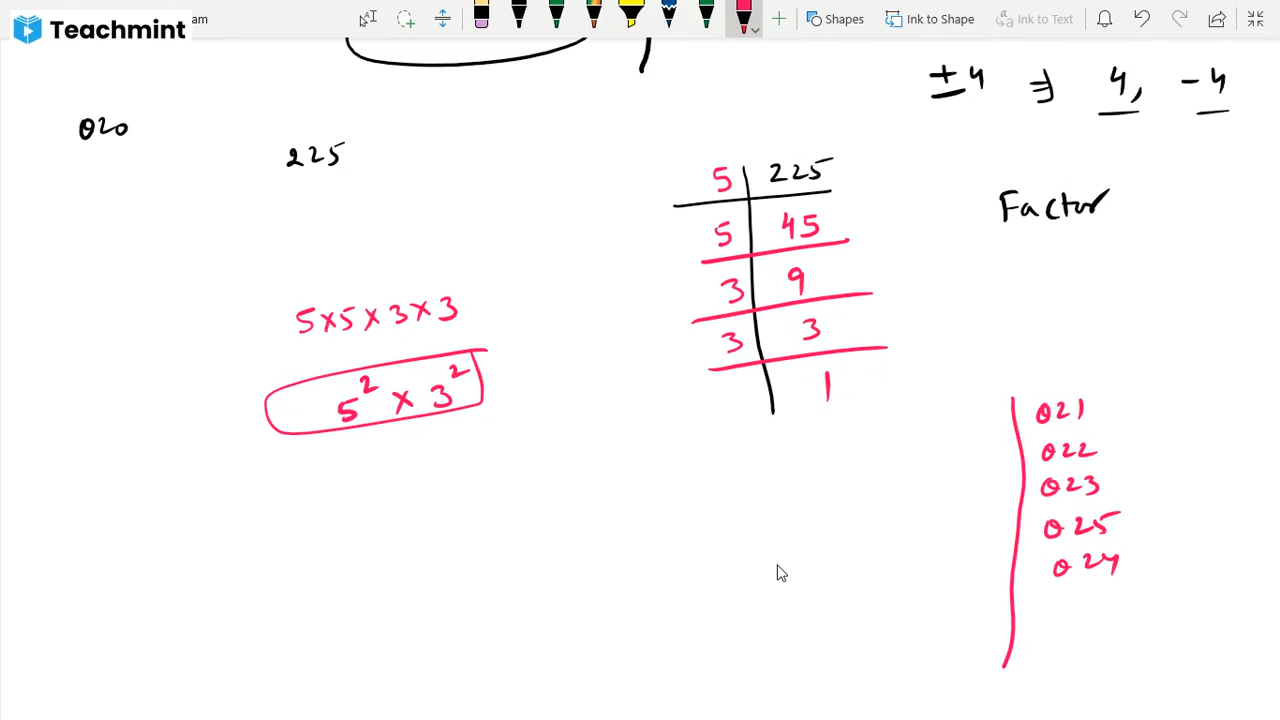 am
Teachmint
Shapes
Ink to Shape
Ink to Text
±4 ∃ 4, -4
Q20
225
5 | 225
5 | 45
3 | 9
3 | 3
1
Factor
5×5×3×3
5² × 3²
Q21
Q22
Q23
Q25
Q24